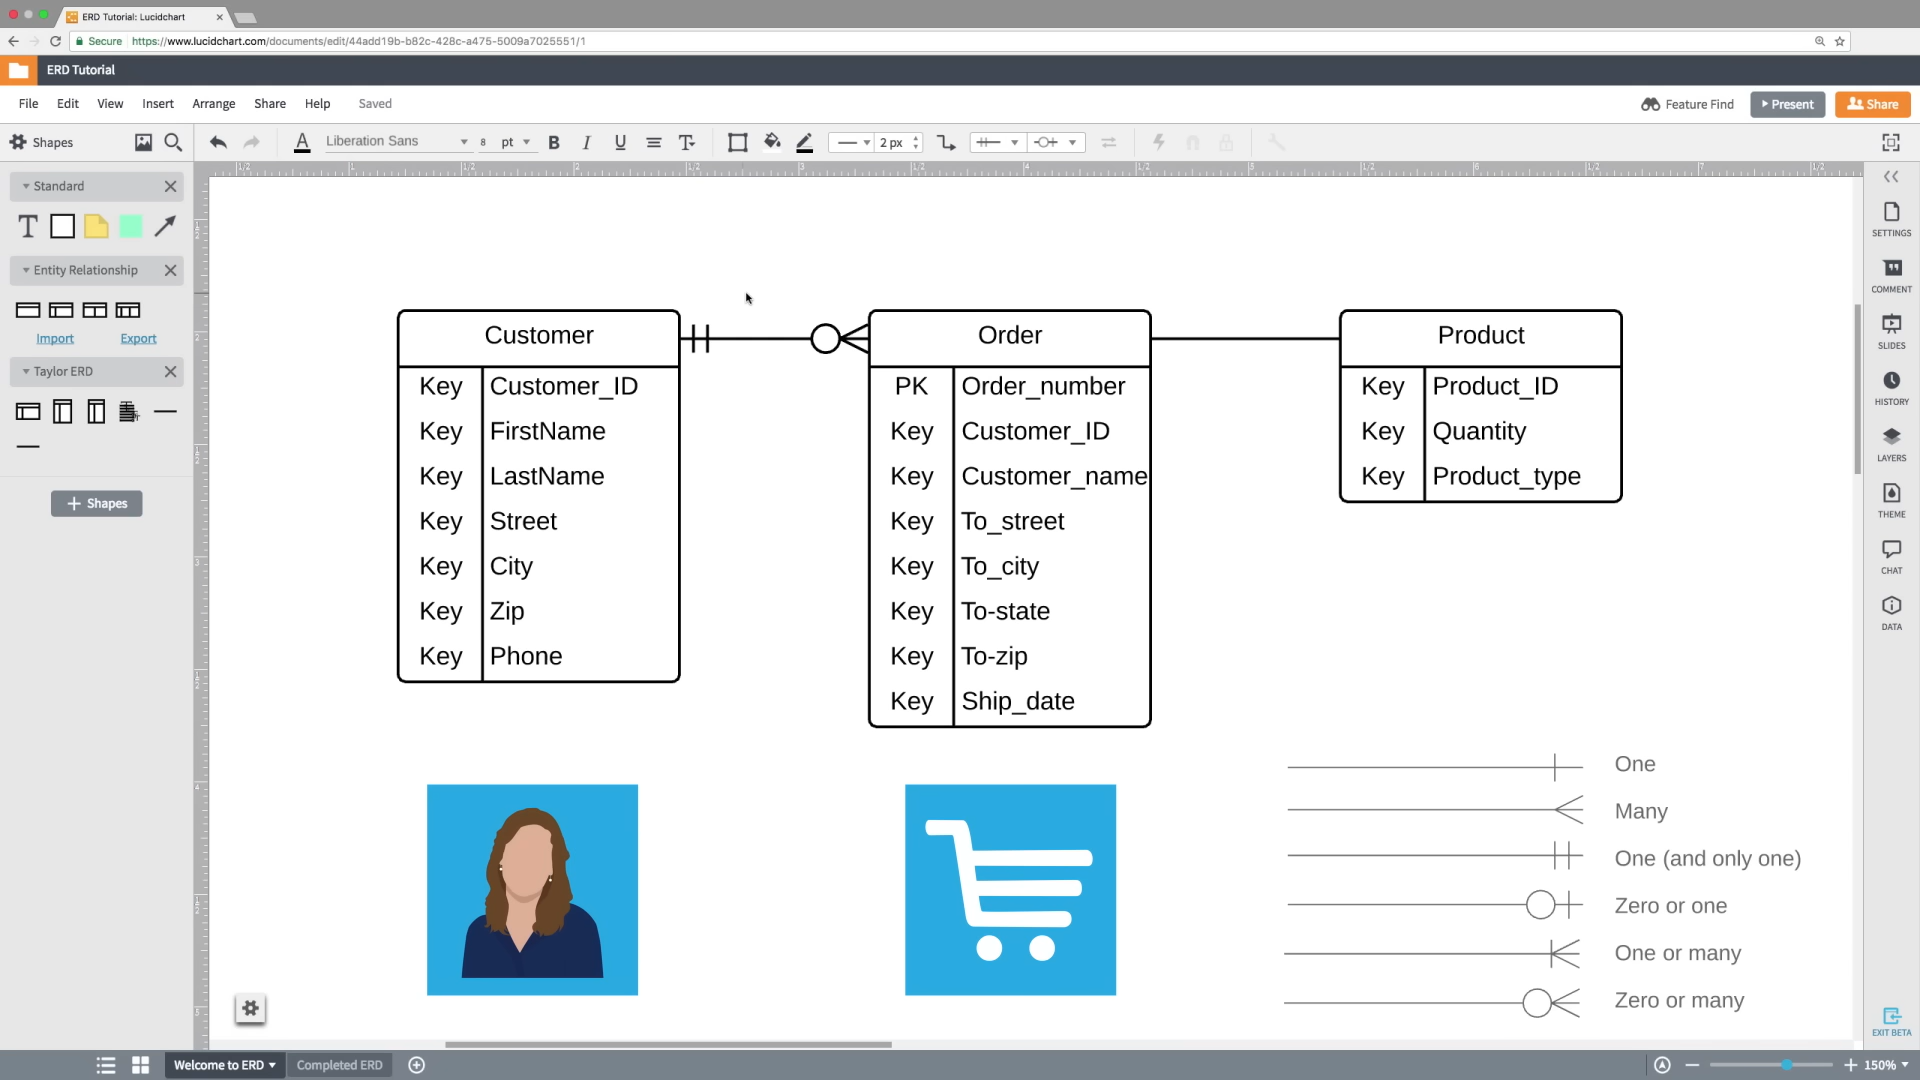 ERD Tutorial: Lucidchart
Secure https://www.lucidchart.com/documents/edit/44add19b-b82c-428c-a475-5009a7025551/1
ERD Tutorial
File Edit View Insert Arrange Share Help Saved
Feature Find Present Share
Shapes
Liberation Sans 8 pt B I U 2 px
Standard
Entity Relationship
Import Export
Taylor ERD
+ Shapes
Customer
Key Customer_ID
Key FirstName
Key LastName
Key Street
Key City
Key Zip
Key Phone
Order
PK Order_number
Key Customer_ID
Key Customer_name
Key To_street
Key To_city
Key To-state
Key To-zip
Key Ship_date
Product
Key Product_ID
Key Quantity
Key Product_type
One
Many
One (and only one)
Zero or one
One or many
Zero or many
SETTINGS
COMMENT
SLIDES
HISTORY
LAYERS
THEME
CHAT
DATA
EXIT BETA
Welcome to ERD Completed ERD
150%